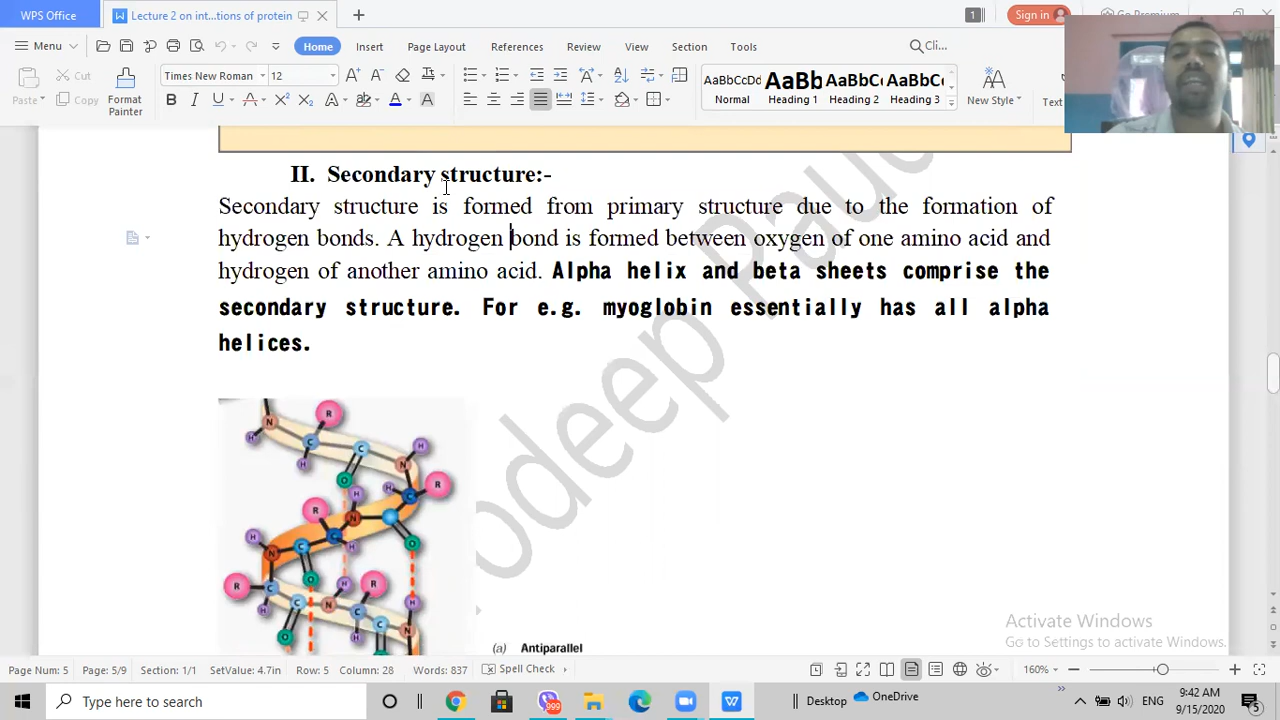 WPS Office
Lecture 2 on int...tions of protein
1
Sign in
Go Premium
Menu
Home
Insert
Page Layout
References
Review
View
Section
Tools
Cli...
Paste
Cut
Copy
Format
Painter
Times New Roman
12
AaBbCcDd
AaBb
AaBbC
AaBbC
Normal
Heading 1
Heading 2
Heading 3
New Style
Text
II. Secondary structure:-
Secondary structure is formed from primary structure due to the formation of
hydrogen bonds. A hydrogen bond is formed between oxygen of one amino acid and
hydrogen of another amino acid. Alpha helix and beta sheets comprise the
secondary structure. For e.g. myoglobin essentially has all alpha
helices.
(a) Antiparallel
Activate Windows
Go to Settings to activate Windows.
Page Num: 5
Page: 5/9
Section: 1/1
SetValue: 4.7in
Row: 5
Column: 28
Words: 837
Spell Check
160%
Type here to search
999
Desktop
OneDrive
ENG
9:42 AM
9/15/2020
5